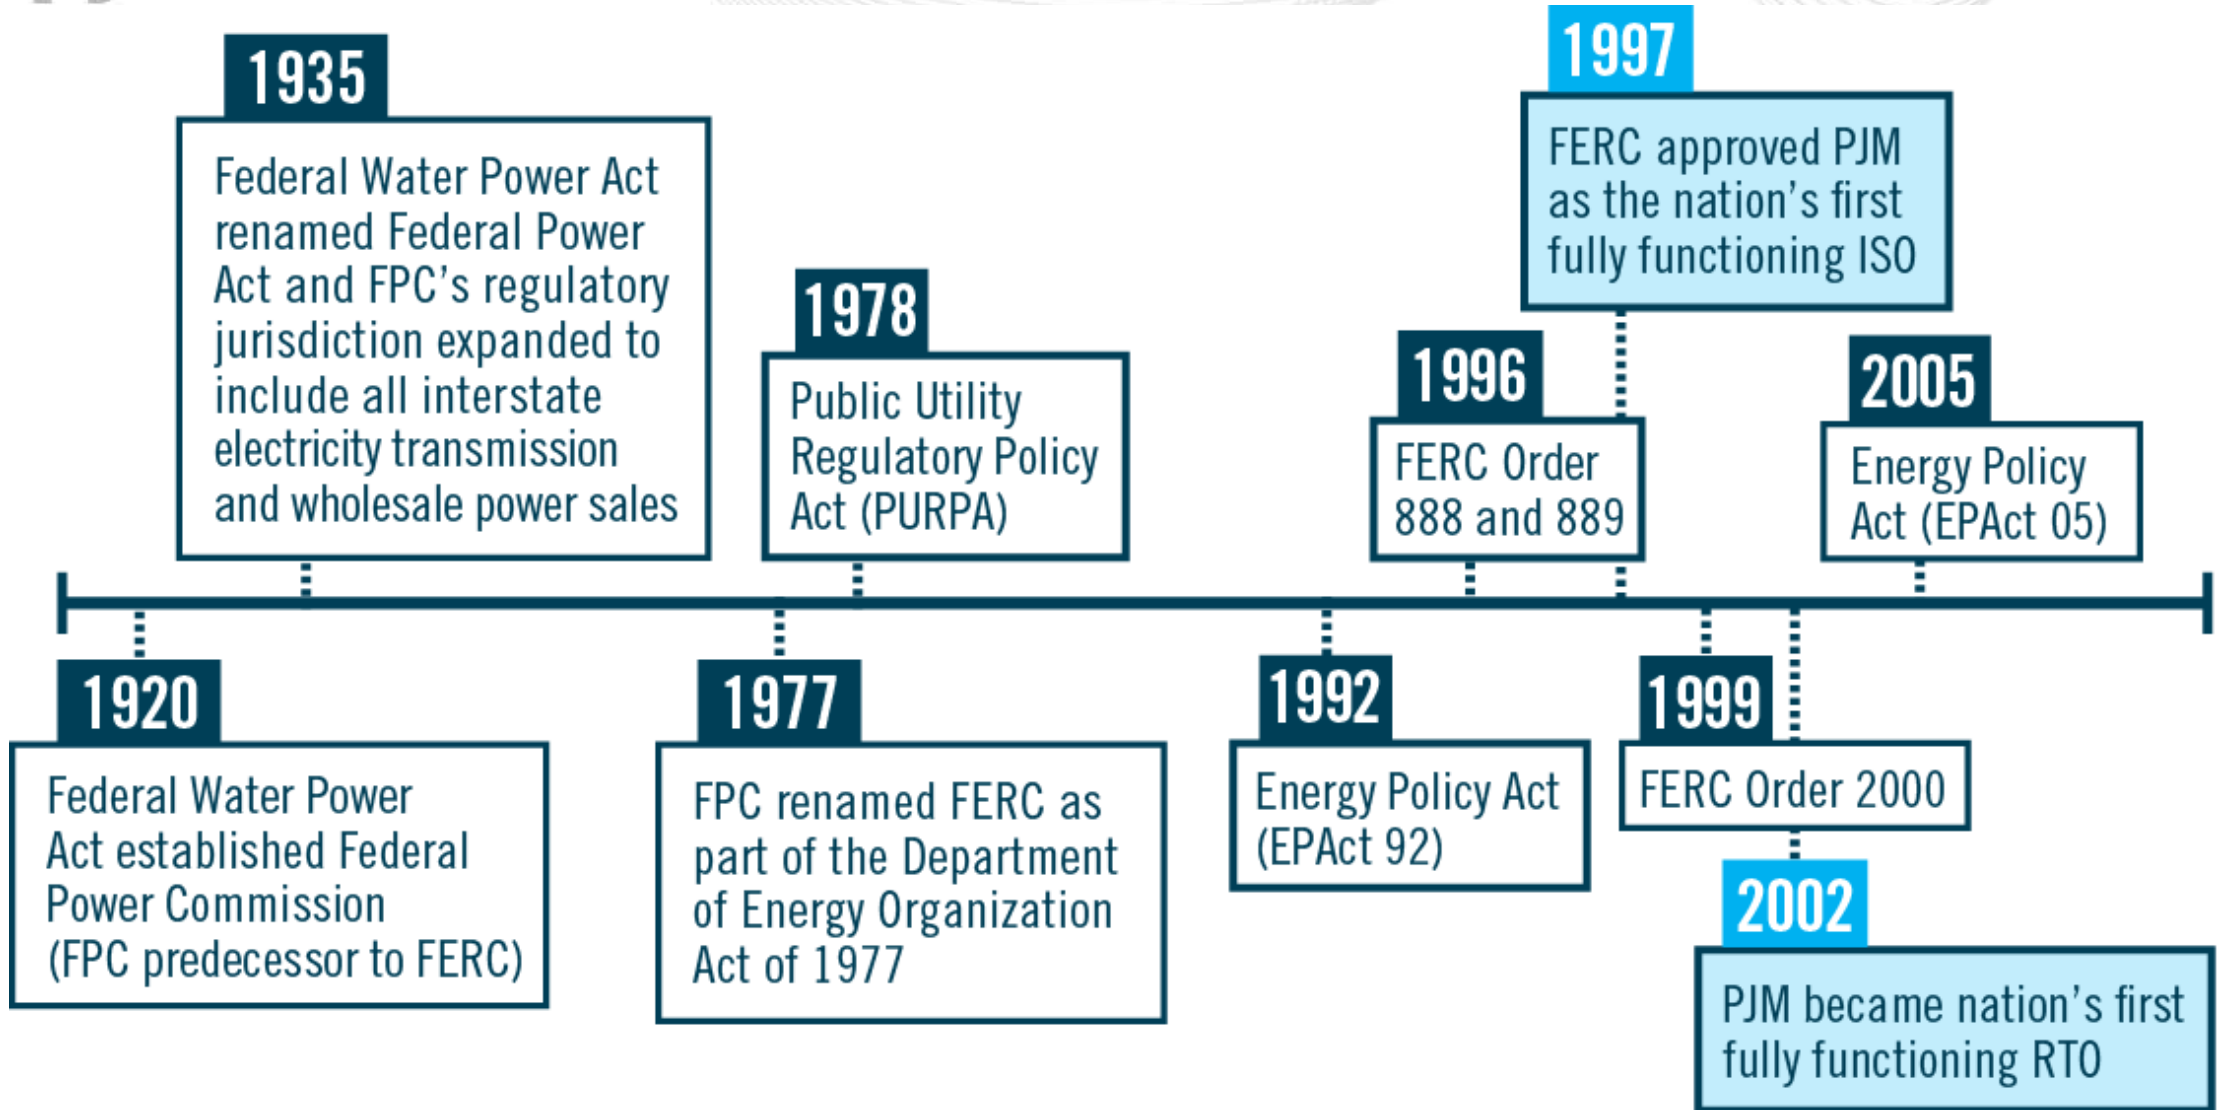 1935
Federal Water Power Act
renamed Federal Power
Act and FPC’s regulatory
jurisdiction expanded to
include all interstate
electricity transmission
and wholesale power sales
1978
Public Utility
Regulatory Policy
Act (PURPA)
1997
FERC approved PJM
as the nation’s first
fully functioning ISO
1996
FERC Order
888 and 889
2005
Energy Policy
Act (EPAct 05)
1920
Federal Water Power
Act established Federal
Power Commission
(FPC predecessor to FERC)
1977
FPC renamed FERC as
part of the Department
of Energy Organization
Act of 1977
1992
Energy Policy Act
(EPAct 92)
1999
FERC Order 2000
2002
PJM became nation’s first
fully functioning RTO